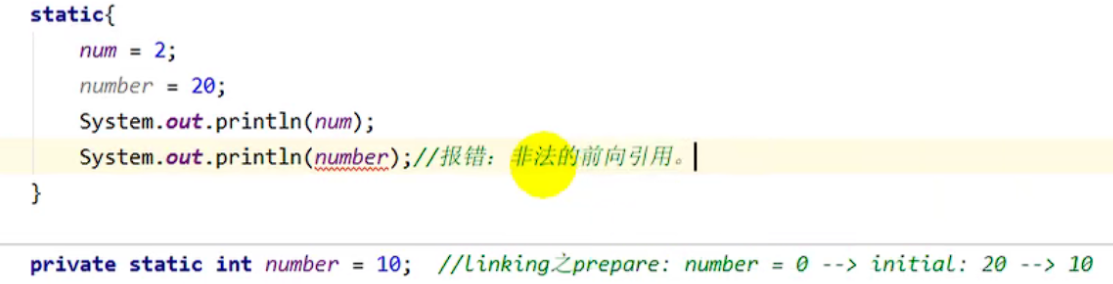 static{
num = 2;
number = 20;
System.out.println(num);
System.out.println(number);//报错：非法的前向引用。
}
private static int number = 10;  //linking之prepare: number = 0 --> initial: 20 --> 10